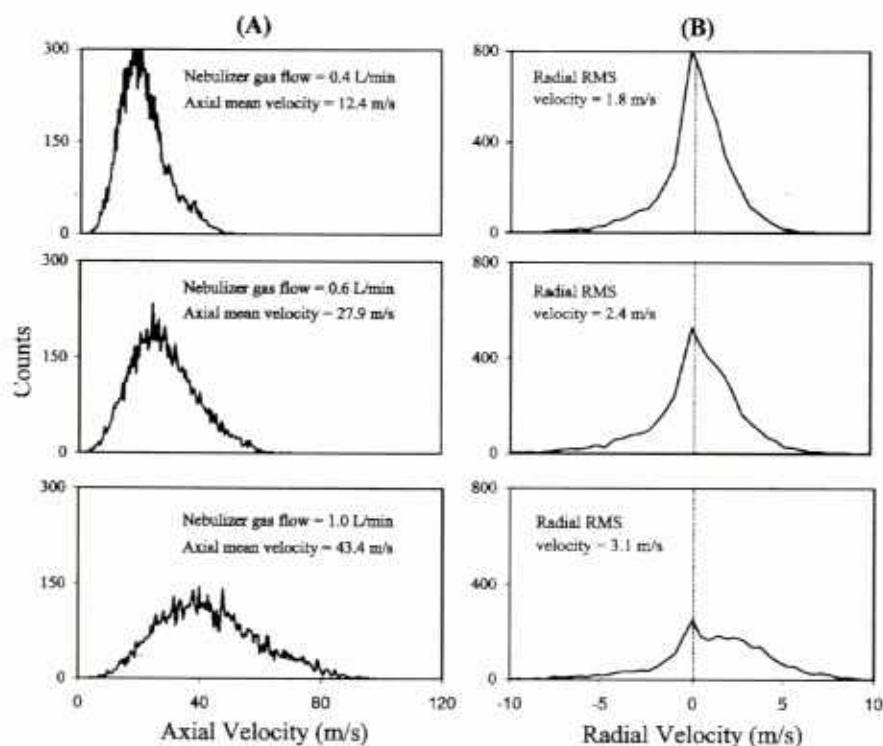 (A)
(B)
300
150
0
Nebulizer gas flow = 0.4 L/min
Axial mean velocity = 12.4 m/s
800
400
0
Radial RMS
velocity = 1.8 m/s
300
150
0
Nebulizer gas flow = 0.6 L/min
Axial mean velocity = 27.9 m/s
800
400
0
Radial RMS
velocity = 2.4 m/s
Counts
300
150
0
Nebulizer gas flow = 1.0 L/min
Axial mean velocity = 43.4 m/s
800
400
0
Radial RMS
velocity = 3.1 m/s
0 40 80 120
Axial Velocity (m/s)
-10 -5 0 5 10
Radial Velocity (m/s)